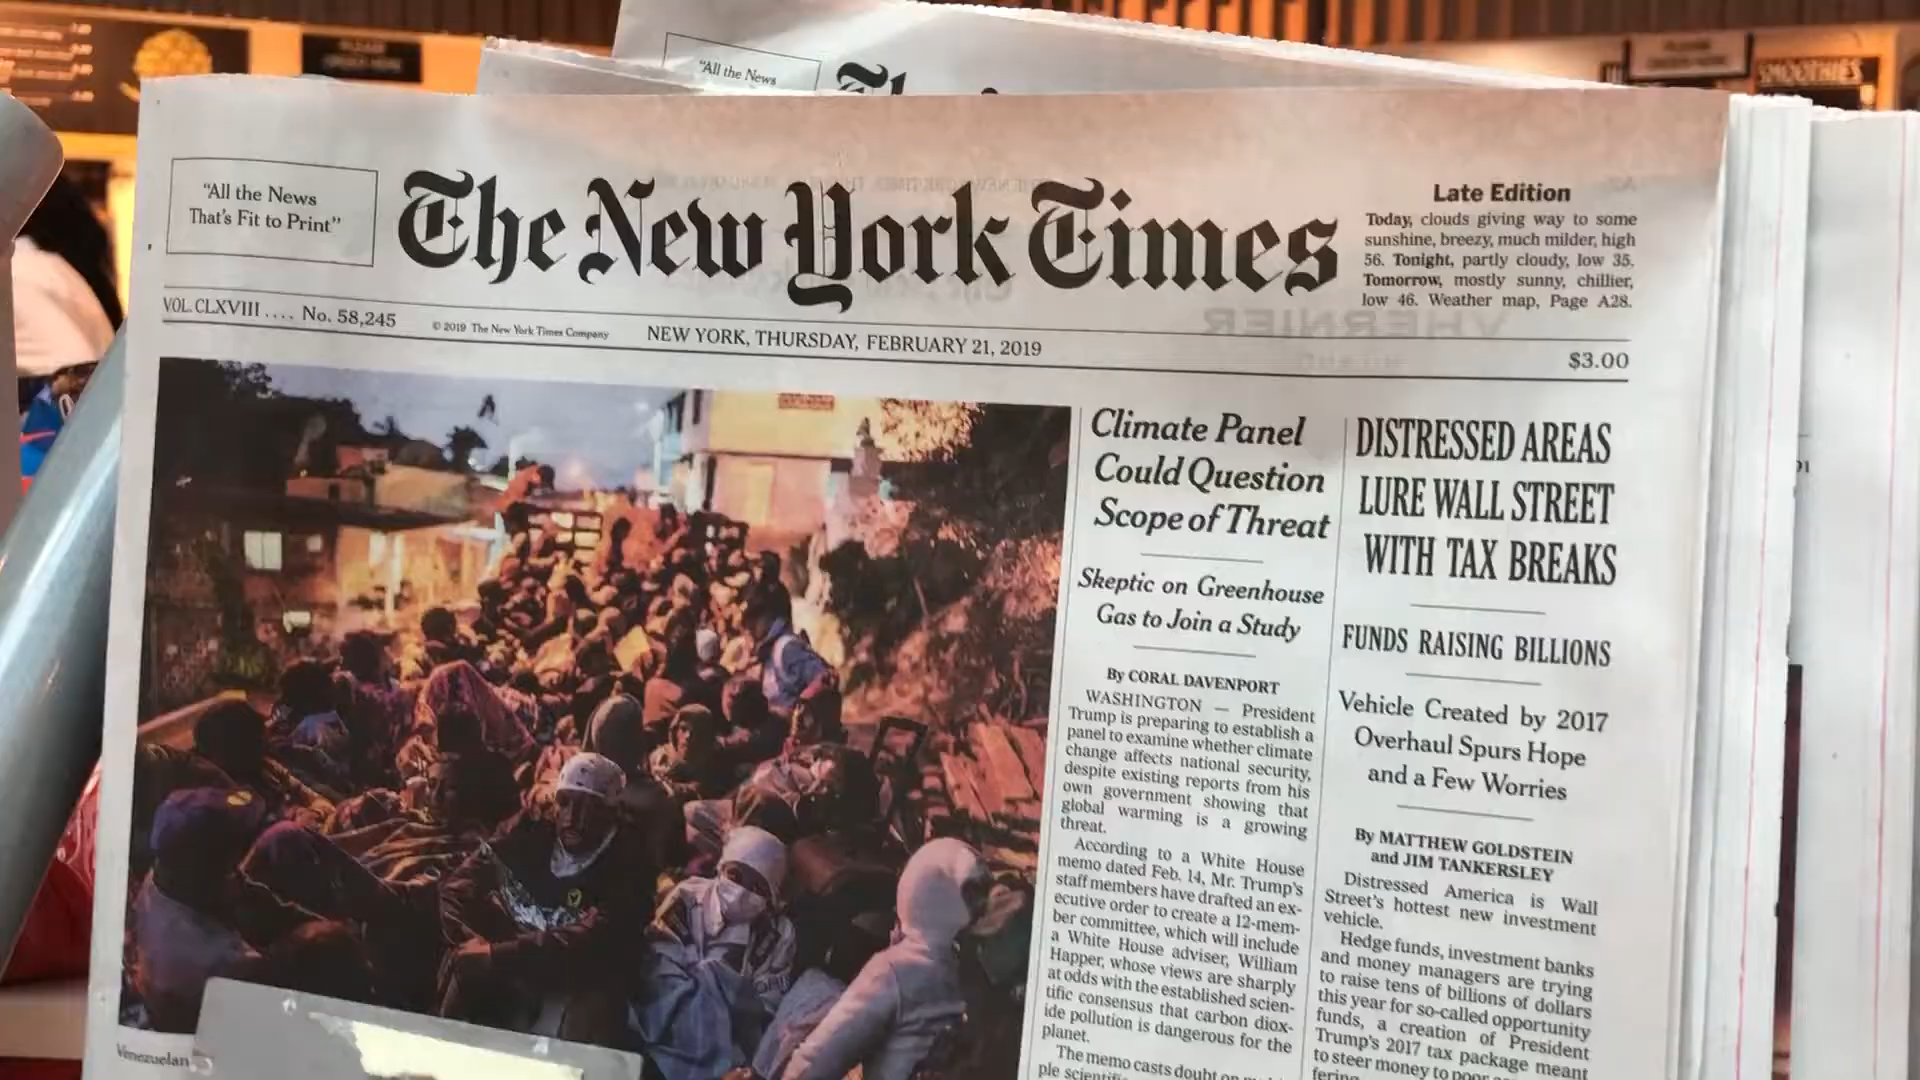 "All the News
"All the News
That's Fit to Print"
The New York Times
Late Edition
Today, clouds giving way to some
sunshine, breezy, much milder, high
56. Tonight, partly cloudy, low 35.
Tomorrow, mostly sunny, chillier,
low 46. Weather map, Page A28.
VOL. CLXVIII .... No. 58,245
© 2019 The New York Times Company
NEW YORK, THURSDAY, FEBRUARY 21, 2019
$3.00
Climate Panel
Could Question
Scope of Threat
Skeptic on Greenhouse
Gas to Join a Study
By CORAL DAVENPORT
WASHINGTON — President
Trump is preparing to establish a
panel to examine whether climate
change affects national security,
despite existing reports from his
own government showing that
global warming is a growing
threat.
According to a White House
memo dated Feb. 14, Mr. Trump's
staff members have drafted an ex-
ecutive order to create a 12-mem-
ber committee, which will include
a White House adviser, William
Happer, whose views are sharply
at odds with the established scien-
tific consensus that carbon diox-
ide pollution is dangerous for the
planet.
The memo casts doubt on
ple
DISTRESSED AREAS
LURE WALL STREET
WITH TAX BREAKS
FUNDS RAISING BILLIONS
Vehicle Created by 2017
Overhaul Spurs Hope
and a Few Worries
By MATTHEW GOLDSTEIN
and JIM TANKERSLEY
Distressed America is Wall
Street's hottest new investment
vehicle.
Hedge funds, investment banks
and money managers are trying
to raise tens of billions of dollars
this year for so-called opportunity
funds, a creation of President
Trump's 2017 tax package meant
to steer money to poor
Venezuelan
SMOOTHIES